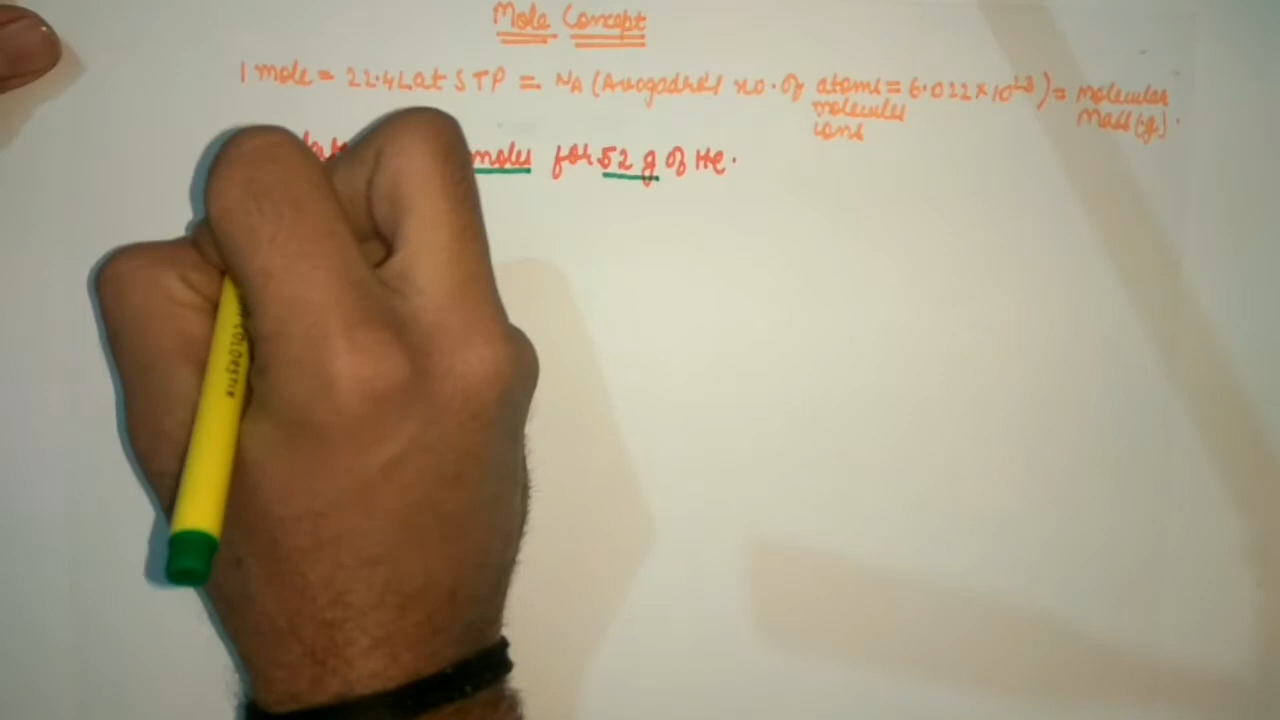 Mole Concept
1 mole = 22.4L at STP = NA (Avogadro's no. of atoms = 6.022 × 10²³) = molecular
molecules Mass (g).
ions
moles for 52 g of He.